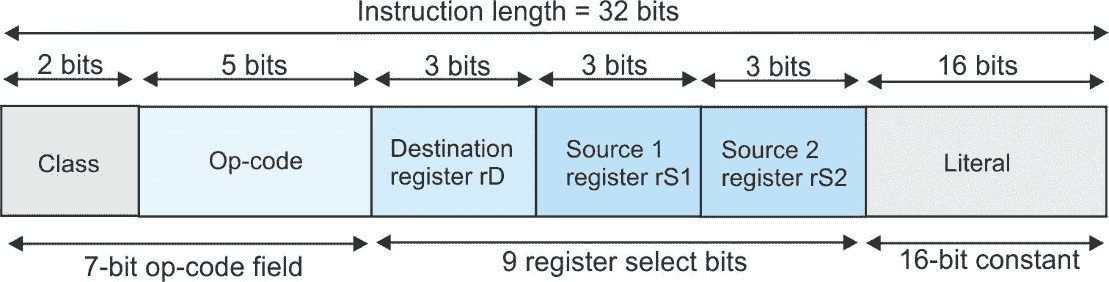 Instruction length = 32 bits
2 bits
5 bits
3 bits
3 bits
3 bits
16 bits
Class
Op-code
Destination
register rD
Source 1
register rS1
Source 2
register rS2
Literal
7-bit op-code field
9 register select bits
16-bit constant